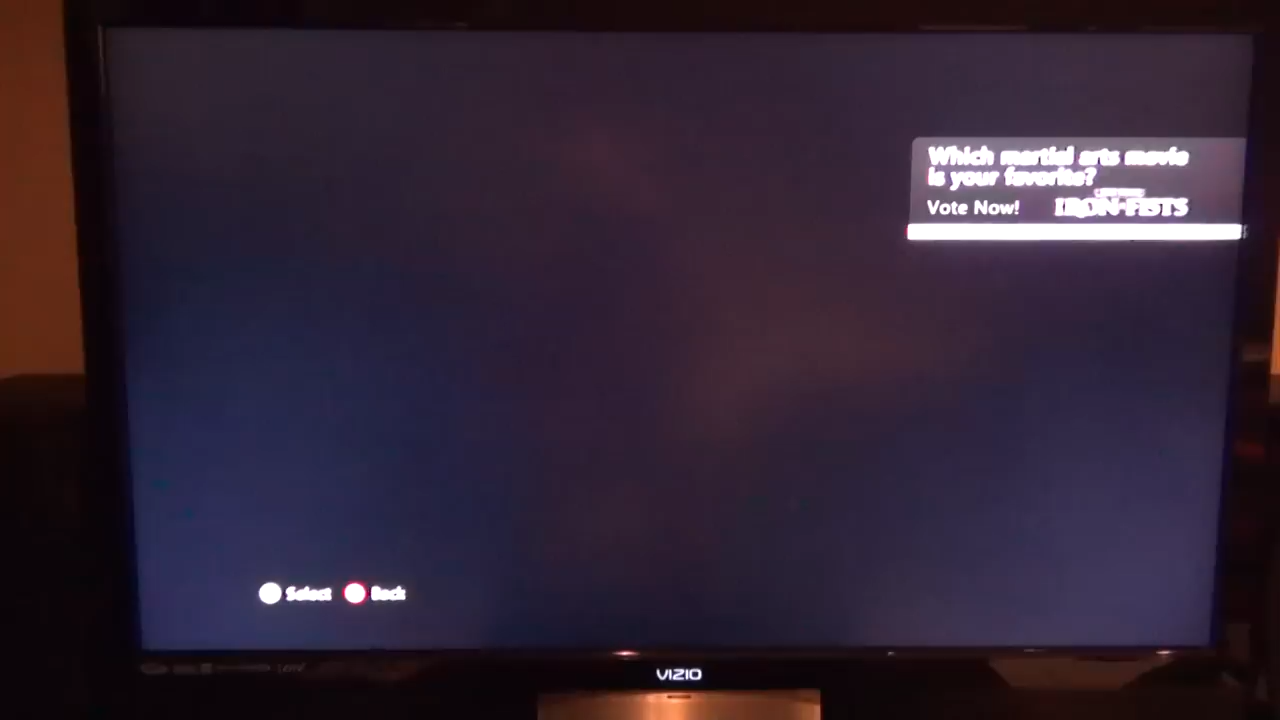 Which martial arts movie
is your favorite?
Vote Now!
IRON FISTS
Select
Back
VIZIO